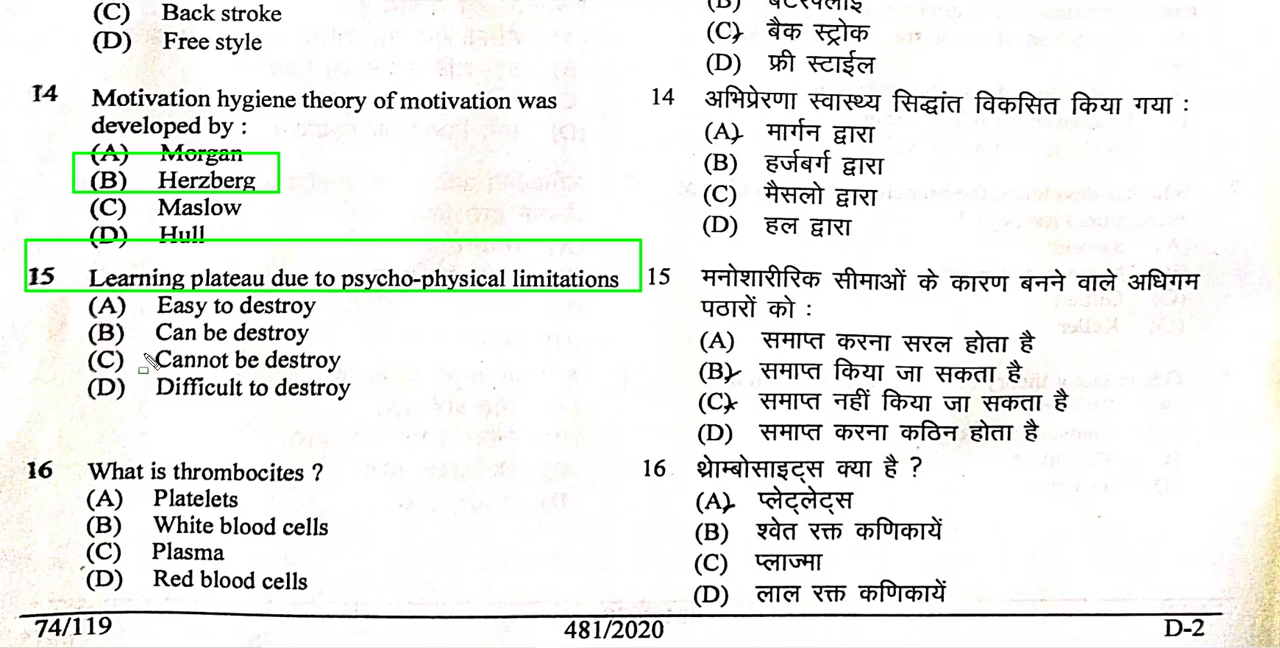 (C) Back stroke
(D) Free style
14 Motivation hygiene theory of motivation was
developed by :
(A) Morgan
(B) Herzberg
(C) Maslow
(D) Hull
15 Learning plateau due to psycho-physical limitations
(A) Easy to destroy
(B) Can be destroy
(C) Cannot be destroy
(D) Difficult to destroy
16 What is thrombocites ?
(A) Platelets
(B) White blood cells
(C) Plasma
(D) Red blood cells
(B) बटरफ्लाई
(C) बैक स्ट्रोक
(D) फ्री स्टाईल
14 अभिप्रेरणा स्वास्थ्य सिद्धांत विकसित किया गया :
(A) मार्गन द्वारा
(B) हर्जबर्ग द्वारा
(C) मैसलो द्वारा
(D) हल द्वारा
15 मनोशारीरिक सीमाओं के कारण बनने वाले अधिगम
पठारों को :
(A) समाप्त करना सरल होता है
(B) समाप्त किया जा सकता है
(C) समाप्त नहीं किया जा सकता है
(D) समाप्त करना कठिन होता है
16 थ्रोम्बोसाइट्स क्या है ?
(A) प्लेट्लेट्स
(B) श्वेत रक्त कणिकायें
(C) प्लाज्मा
(D) लाल रक्त कणिकायें
74/119 481/2020 D-2